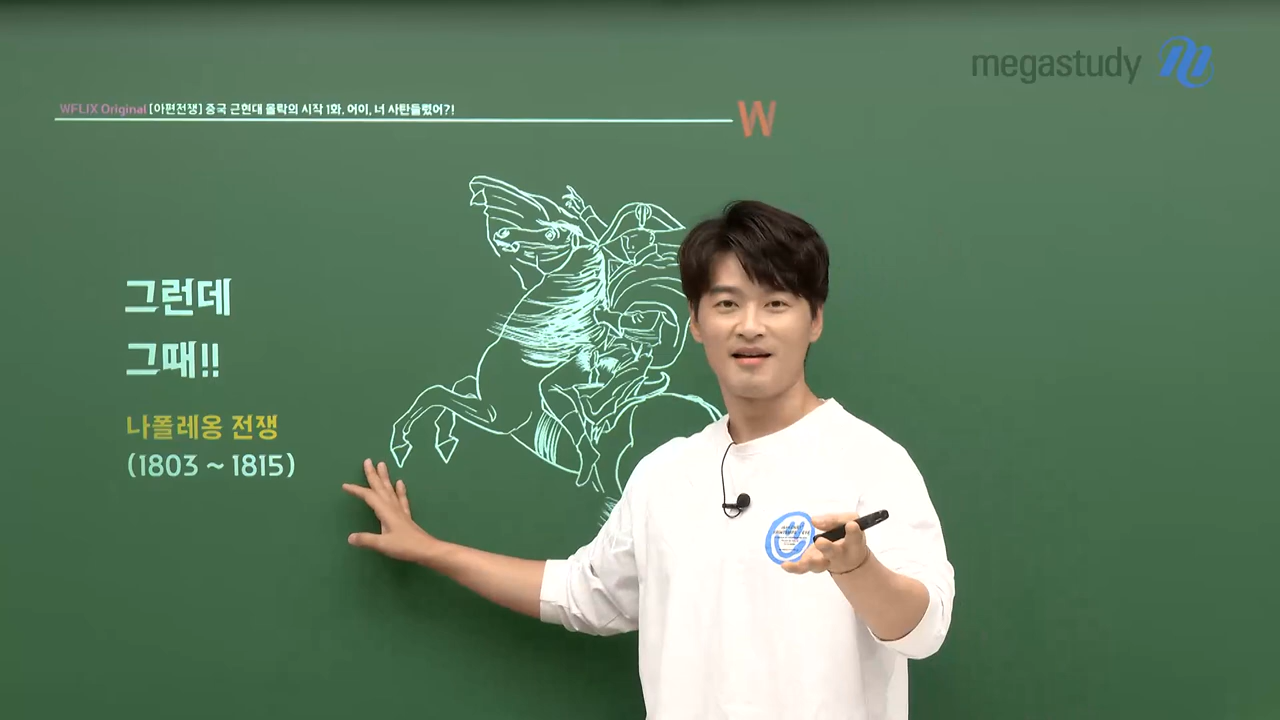 megastudy
WFLIX Original [아편전쟁] 중국 근현대 몰락의 시작 1화. 어이, 너 사탄들렸어?!
W
그런데
그때!!
나폴레옹 전쟁
(1803 ~ 1815)